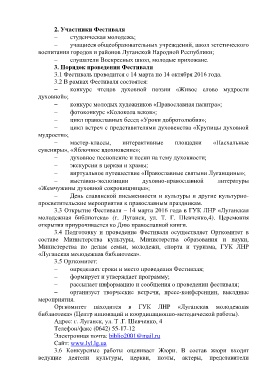 2. Участники Фестиваля
– студенческая молодежь;
– учащиеся общеобразовательных учреждений, школ эстетического
воспитания городов и районов Луганской Народной Республики;
– слушатели Воскресных школ, молодые прихожане.
3. Порядок проведения Фестиваля
3.1 Фестиваль проводится с 14 марта по 14 октября 2016 года.
3.2 В рамках Фестиваля состоятся:
– конкурс чтецов духовной поэзии «Живое слово мудрости
духовной»;
– конкурс молодых художников «Православная палитра»;
– фотоконкурс «Колокола веков»;
– цикл православных бесед «Уроки добротолюбия»;
– цикл встреч с представителями духовенства «Крупицы духовной
мудрости»;
– мастер-классы, интерактивные площадки «Пасхальные
сувениры», «Яблочное вдохновение»;
– духовное песнопение и песни на тему духовности;
– экскурсии в церкви и храмы;
– виртуальное путешествие «Православные святыни Луганщины»;
– выставки-экспозиции духовно-православной литературы
«Жемчужины духовной сокровищницы»;
– День славянской письменности и культуры и другие культурно-
просветительские мероприятия к православным праздникам.
3.3 Открытие Фестиваля – 14 марта 2016 года в ГУК ЛНР «Луганская
молодежная библиотека» (г. Луганск, ул. Т. Г. Шевченко,4). Церемония
открытия приурочивается ко Дню православной книги.
3.4 Подготовку и проведение Фестиваля осуществляет Оргкомитет в
составе Министерства культуры, Министерства образования и науки,
Министерства по делам семьи, молодежи, спорта и туризма, ГУК ЛНР
«Луганская молодежная библиотека».
3.5 Оргкомитет:
– определяет сроки и место проведения Фестиваля;
– формирует и утверждает программу;
– рассылает информацию и сообщения о проведении фестиваля;
– организует творческие встречи, пресс-конференции, выездные
мероприятия.
Оргкомитет находится в ГУК ЛНР «Луганская молодежная
библиотека» (Центр инноваций и координационно-методической работы).
Адрес: г. Луганск, ул. Т .Г. Шевченко, 4
Телефон/факс (0642) 55-17-12
Электронная почта: biblio2001@mail.ru
Сайт: www.lyl.lg.ua
3.6 Конкурсные работы оценивает Жюри. В состав жюри входят
ведущие деятели культуры, церкви, поэты, актеры, представители